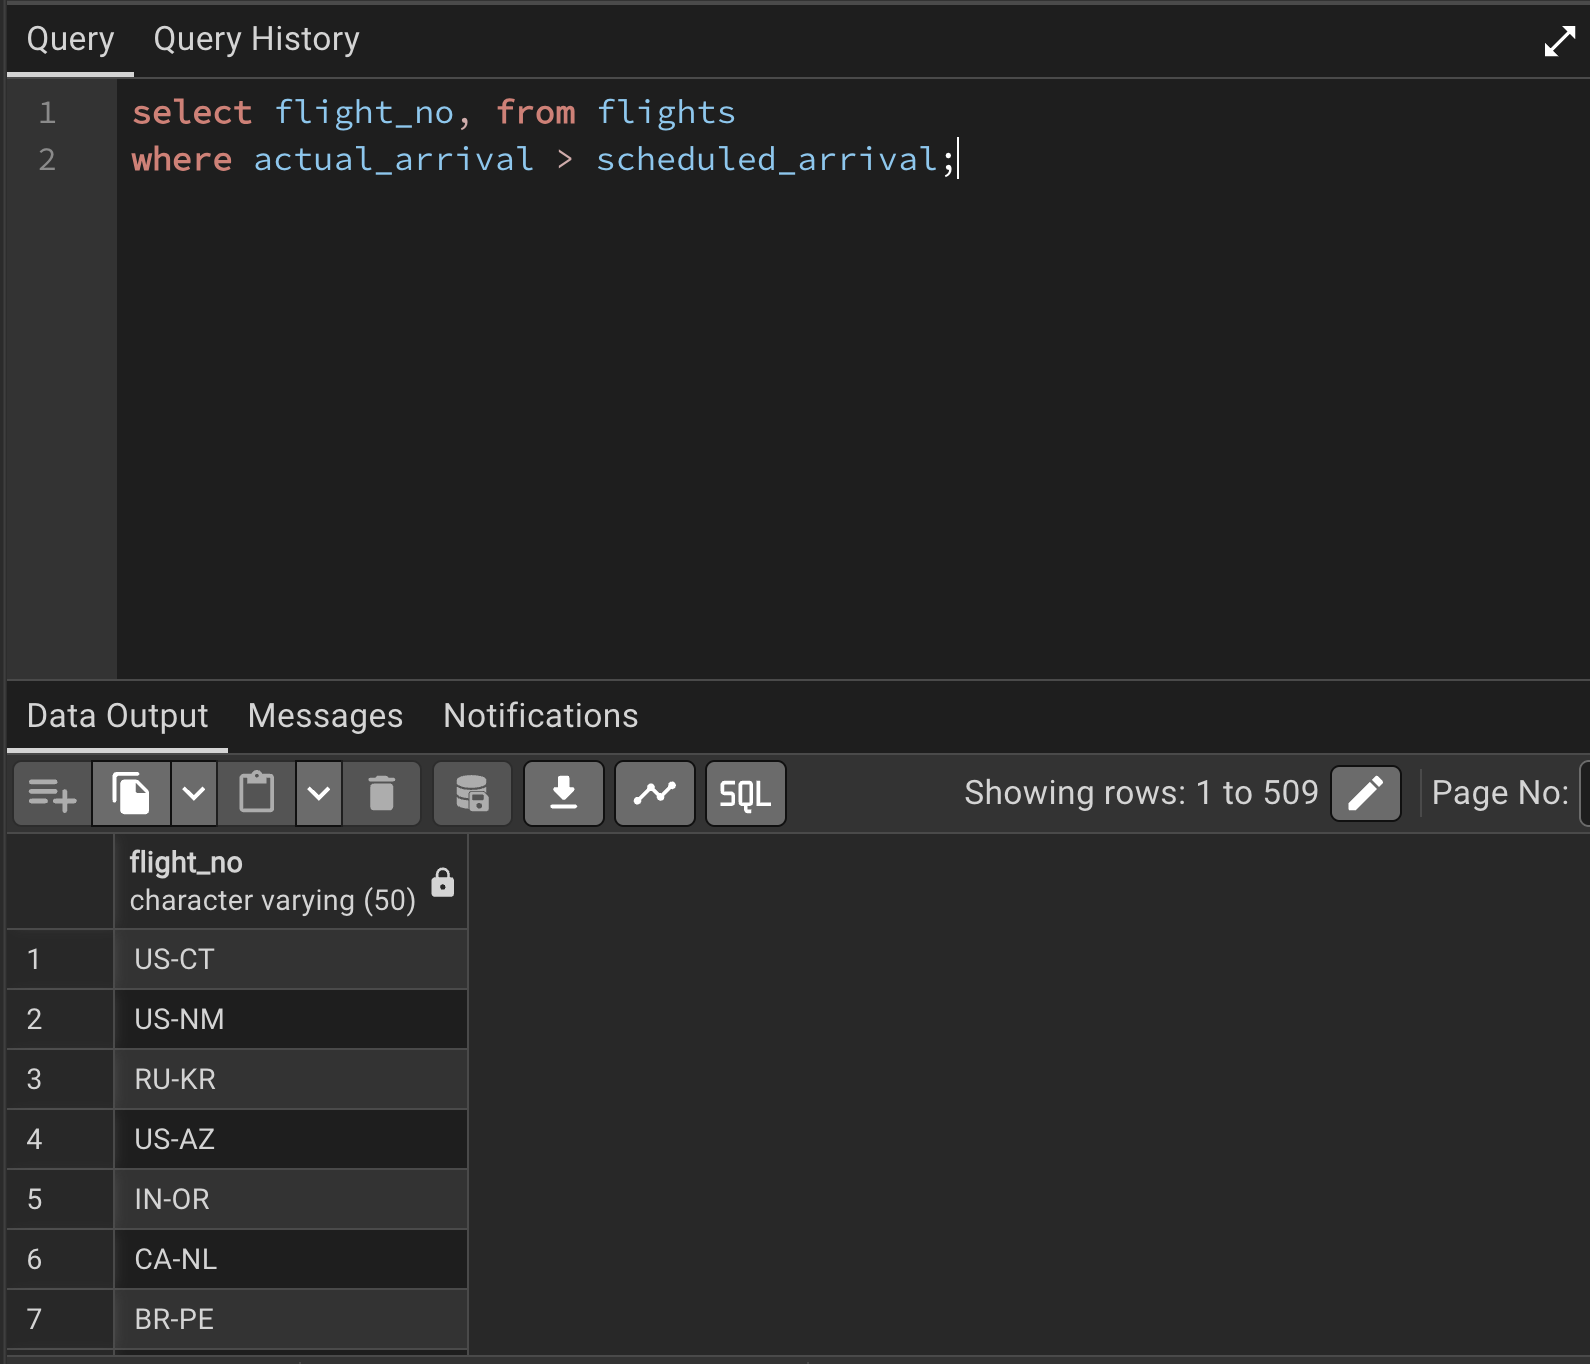 Query Query History
1 select flight_no, from flights
2 where actual_arrival > scheduled_arrival;
Data Output Messages Notifications
SQL Showing rows: 1 to 509 Page No:
flight_no
character varying (50)
1 US-CT
2 US-NM
3 RU-KR
4 US-AZ
5 IN-OR
6 CA-NL
7 BR-PE